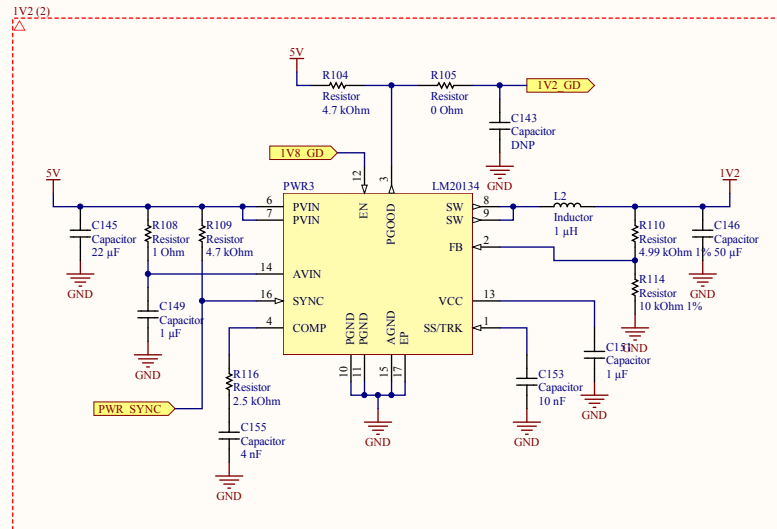 1V2 (2)
5V
R104
Resistor
4.7 kOhm
R105
Resistor
0 Ohm
1V2_GD
C143
Capacitor
DNP
GND
1V8_GD
12
3
PWR3
LM20134
EN
PGOOD
5V
1V2
6
PVIN
7
PVIN
SW
8
SW
9
L2
Inductor
1 µH
C145
Capacitor
22 µF
GND
R108
Resistor
1 Ohm
R109
Resistor
4.7 kOhm
FB
2
R110
Resistor
4.99 kOhm 1%
C146
Capacitor
50 µF
GND
14
AVIN
R114
Resistor
10 kOhm 1%
GND
16
SYNC
VCC
13
C149
Capacitor
1 µF
GND
4
COMP
SS/TRK
1
PGND
PGND
AGND
EP
10
11
15
17
C151
Capacitor
1 µF
GND
R116
Resistor
2.5 kOhm
C153
Capacitor
10 nF
GND
PWR_SYNC
GND
C155
Capacitor
4 nF
GND